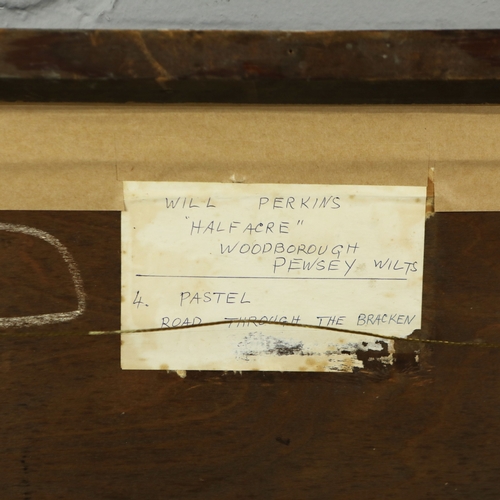 WILL PERKINS
"HALFACRE"
WOODBOROUGH
PEWSEY WILTS
4. PASTEL
ROAD THROUGH THE BRACKEN